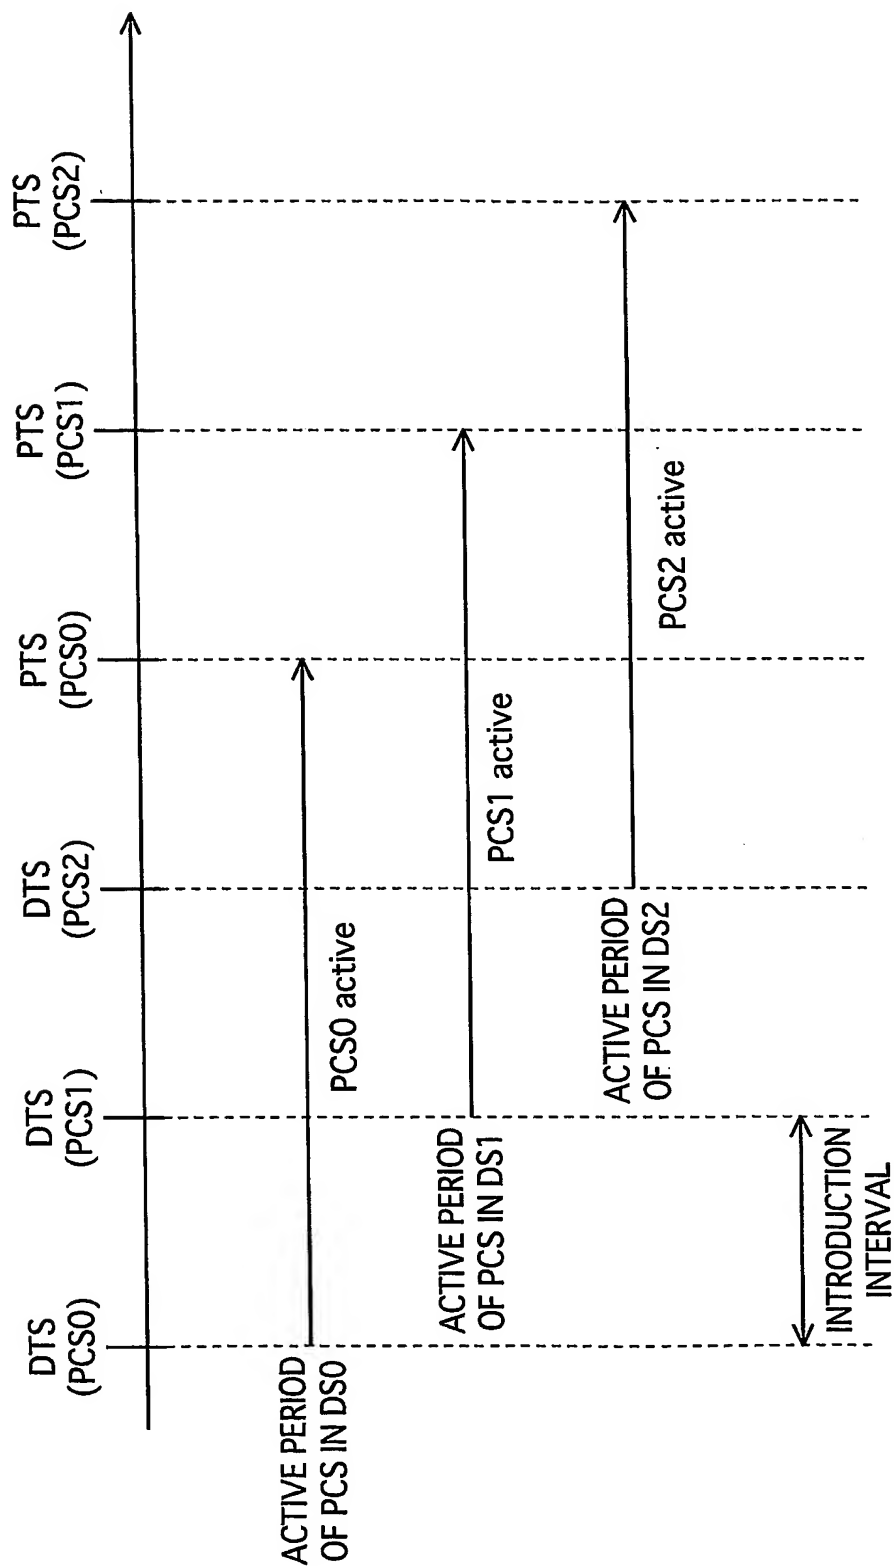 DTS
(PCS0)
DTS
(PCS1)
DTS
(PCS2)
PTS
(PCS0)
PTS
(PCS1)
PTS
(PCS2)
ACTIVE PERIOD
OF PCS IN DS0
PCS0 active
ACTIVE PERIOD
OF PCS IN DS1
PCS1 active
ACTIVE PERIOD
OF PCS IN DS2
PCS2 active
INTRODUCTION
INTERVAL